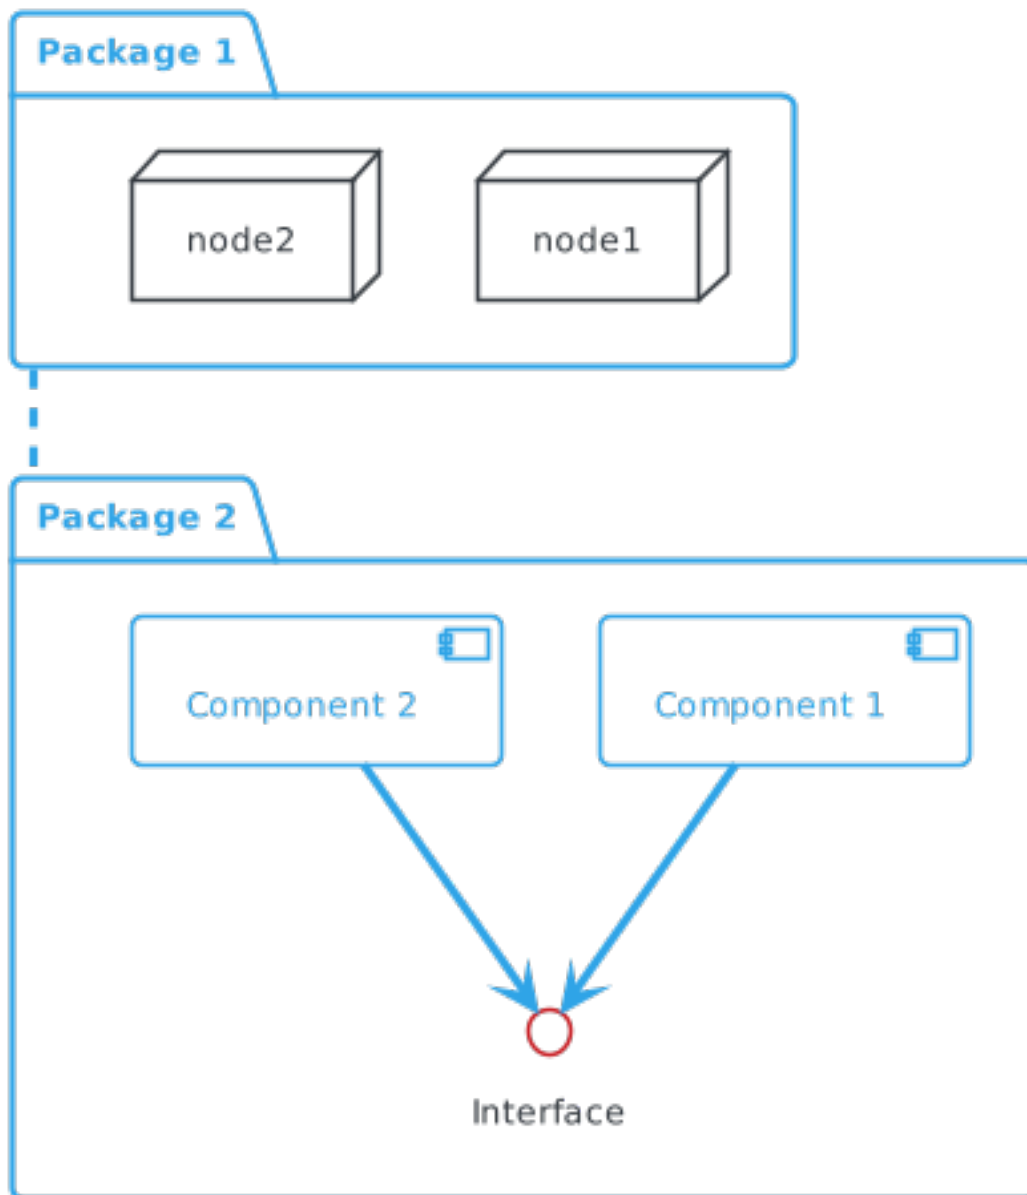 Package 1
node2
node1
Package 2
Component 2
Component 1
Interface